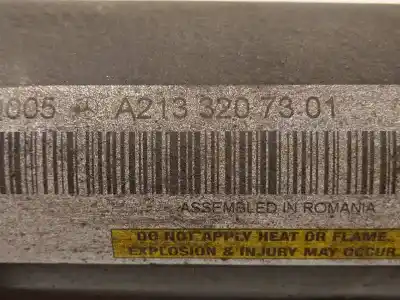 005 A213 320 73 01
ASSEMBLED IN ROMANIA
DO NOT APPLY HEAT OR FLAME.
EXPLOSION & INJURY MAY OCCUR.